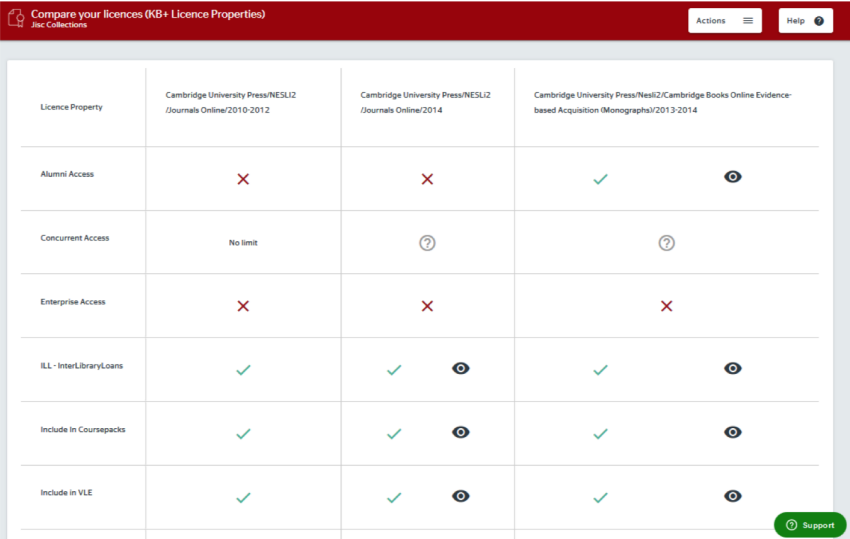 Compare your licences (KB+ Licence Properties)
Jisc Collections
Actions
Help
Licence Property
Cambridge University Press/NESLI2
/Journals Online/2010-2012
Cambridge University Press/NESLi2
/Journals Online/2014
Cambridge University Press/Nesli2/Cambridge Books Online Evidence-
based Acquisition (Monographs)/2013-2014
Alumni Access
Concurrent Access
No limit
Enterprise Access
ILL - InterLibraryLoans
Include In Coursepacks
Include in VLE
Support